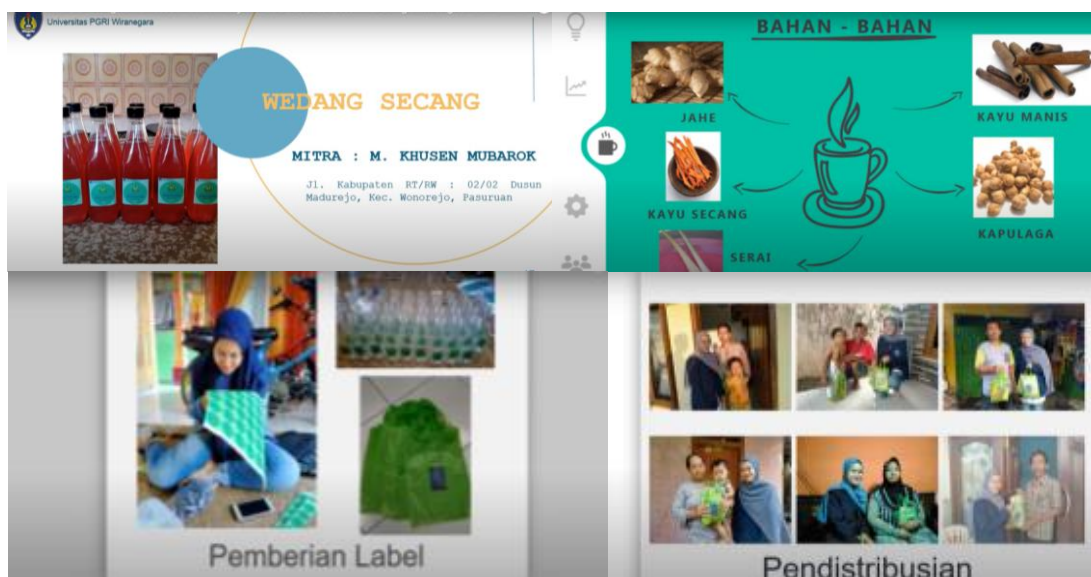 Universitas PGRI Wiranegara
WEDANG SECANG
MITRA : M. KHUSEN MUBAROK
Jl. Kabupaten RT/RW : 02/02 Dusun
Madurejo, Kec. Wonorejo, Pasuruan
BAHAN - BAHAN
JAHE
KAYU MANIS
KAYU SECANG
KAPULAGA
SERAI
Pemberian Label
Pendistribusian